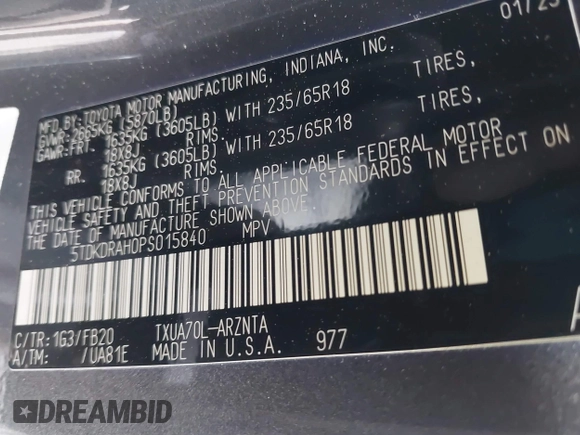 01/23
MFD.BY:TOYOTA MOTOR MANUFACTURING, INDIANA, INC.
GVWR:2665KG (5870LB)
GAWR:FRT. 1635KG (3605LB) WITH 235/65R18 TIRES,
18X8J RIMS
RR. 1635KG (3605LB) WITH 235/65R18 TIRES,
18X8J RIMS
THIS VEHICLE CONFORMS TO ALL APPLICABLE FEDERAL MOTOR
VEHICLE SAFETY AND THEFT PREVENTION STANDARDS IN EFFECT ON
THE DATE OF MANUFACTURE SHOWN ABOVE.
5TDKDRAH0PS015840 MPV
C/TR:1G3/FB20 TXUA70L-ARZNTA
A/TM: /UA81E MADE IN U.S.A. 977
DREAMBID